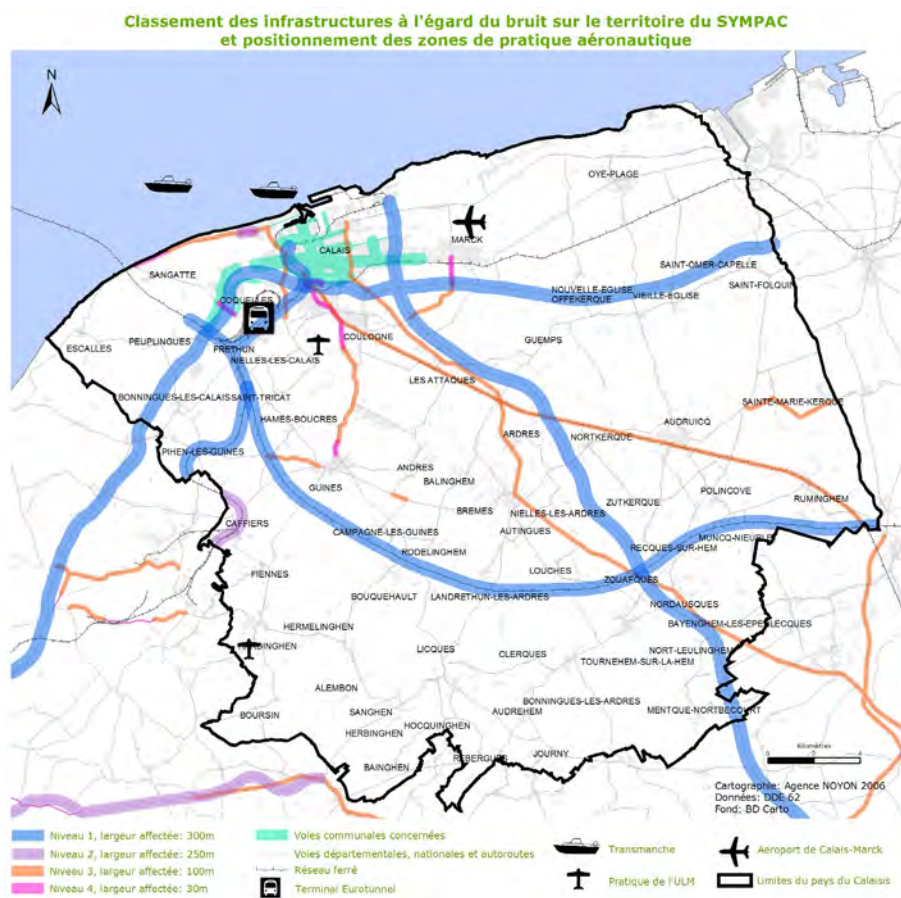 Classement des infrastructures à l'égard du bruit sur le territoire du SYMPAC
et positionnement des zones de pratique aéronautique
N
OYE-PLAGE
CALAIS
MARCK
SANGATTE
SAINT-OMER-CAPELLE
SAINT-FOLQUIN
COQUELLES
NOUVELLE-EGLISE
OFFEKERQUE
VIEILLE-EGLISE
ESCALLES
PEUPLINGUES
FRETHUN
COULOGNE
GUEMPS
NIELLES-LES-CALAIS
LES ATTAQUES
BONNINGUES-LES-CALAIS
SAINT-TRICAT
SAINTE-MARIE-KERQUE
HAMES-BOUCRES
AUDRUICQ
ARDRES
NORTKERQUE
PIHEN-LES-GUINES
ANDRES
BALINGHEM
GUINES
POLINCOVE
RUMINGHEM
ZUTKERQUE
BREMES
NIELLES-LES-ARDRES
CAFFIERS
CAMPAGNE-LES-GUINES
AUTINGUES
MUNCQ-NIEURLET
RODELINGHEM
RECQUES-SUR-HEM
FIENNES
LOUCHES
ZOUAFQUES
BOUQUEHAULT
LANDRETHUN-LES-ARDRES
NORDAUSQUES
HERMELINGHEN
BAYENGHEM-LES-EPERLECQUES
HARDINGHEN
LICQUES
CLERQUES
NORT-LEULINGHEM
TOURNEHEM-SUR-LA-HEM
ALEMBON
BONNINGUES-LES-ARDRES
BOURSIN
SANGHEN
AUDREHEM
MENTQUE-NORTBECOURT
HERBINGHEN
HOCQUINGHEN
BAINGHEN
REBERGUES
JOURNY
Kilomètres
0 2 4
Cartographie: Agence NOYON 2006
Données: DDE 62
Fond: BD Carto
Niveau 1, largeur affectée: 300m
Niveau 2, largeur affectée: 250m
Niveau 3, largeur affectée: 100m
Niveau 4, largeur affectée: 30m
Voies communales concernées
Voies départementales, nationales et autoroutes
Réseau ferré
Terminal Eurotunnel
Transmanche
Pratique de l'ULM
Aeroport de Calais-Marck
Limites du pays du Calaisis